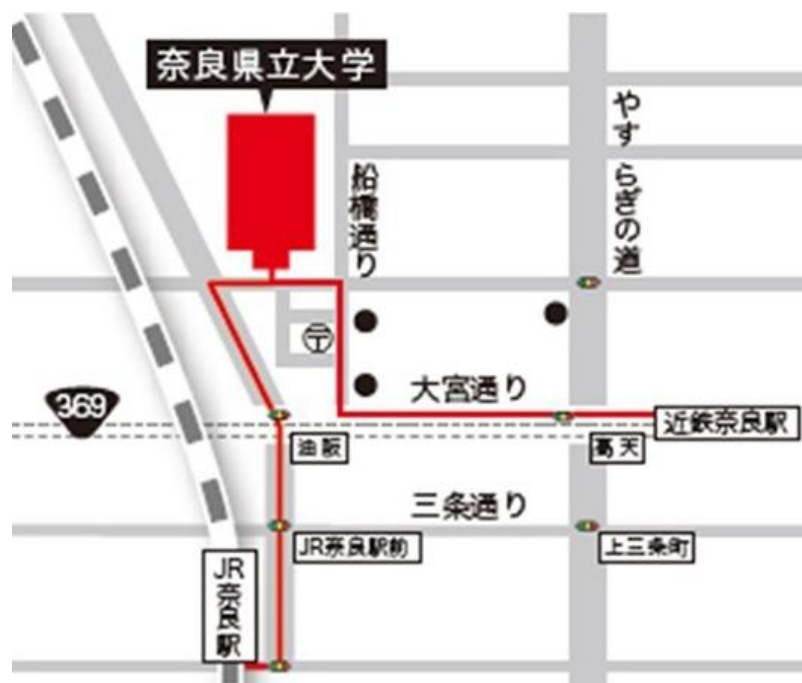 奈良県立大学
やすらぎの道
船橋通り
〒
大宮通り
369
近鉄奈良駅
油阪
高天
三条通り
JR奈良駅前
上三条町
JR奈良駅